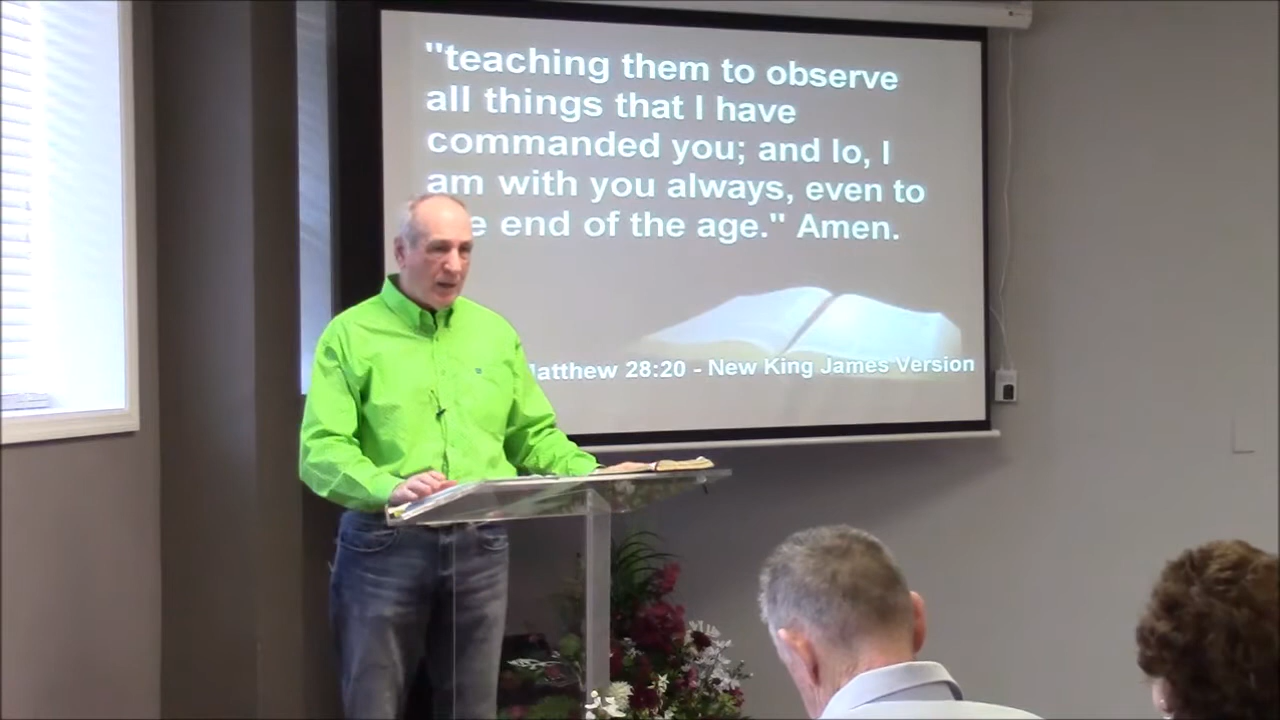 "teaching them to observe
all things that I have
commanded you; and lo, I
am with you always, even to
end of the age." Amen.
28:20 - New King James Version